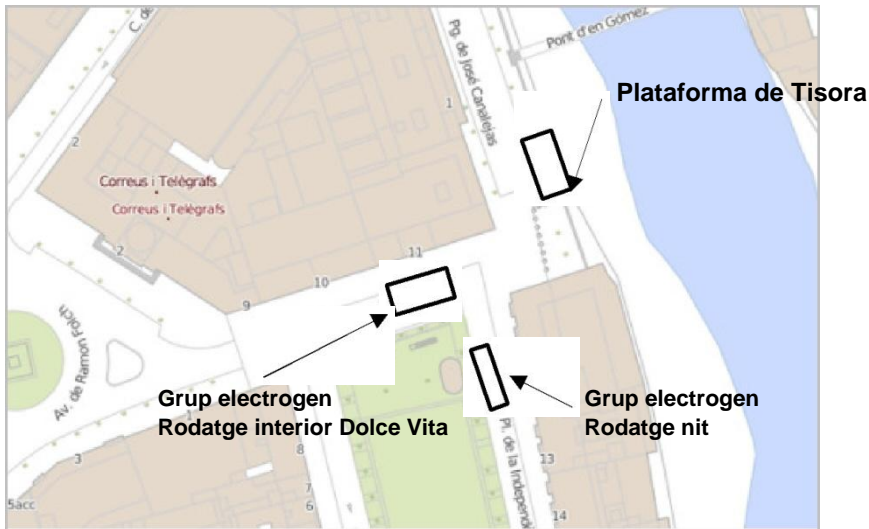 C. de
Pg. de José Canalejas
Pont d'en Gómez
Plataforma de Tisora
1
2
Correus i Telègrafs
Correus i Telègrafs
2
11
10
9
Av. de Ramon Folch
Grup electrogen
Rodatge interior Dolce Vita
Grup electrogen
Rodatge nit
1
3
8
7
6
5acc
Pl. de la Independè
13
14